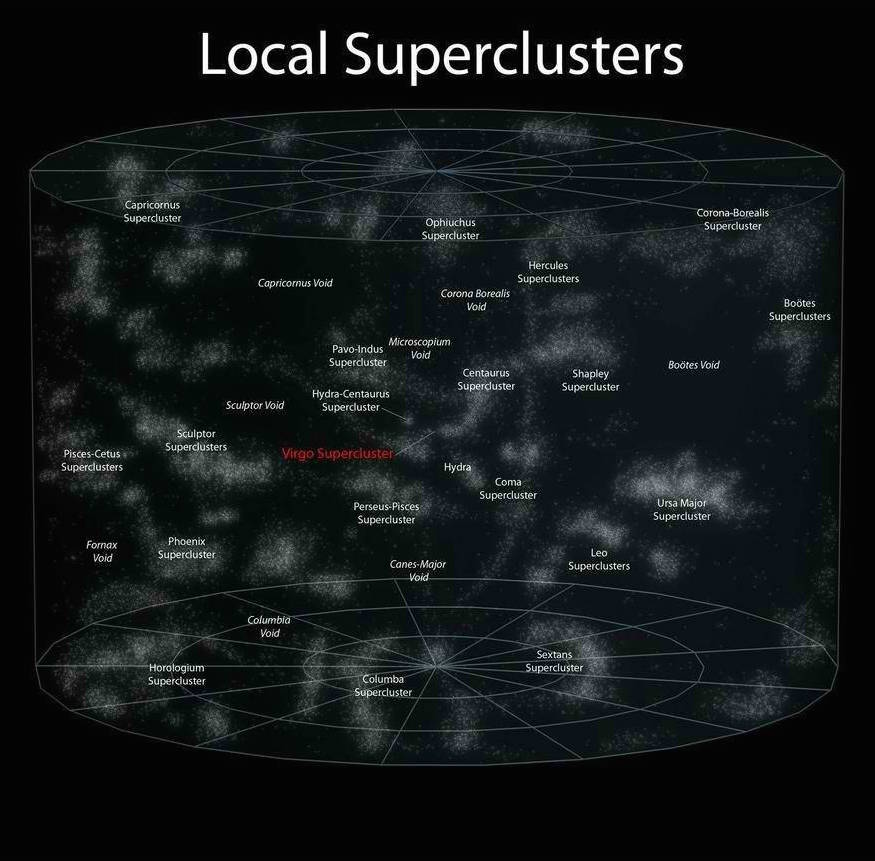 Local Superclusters
Capricornus
Supercluster
Corona-Borealis
Supercluster
Ophiuchus
Supercluster
Hercules
Superclusters
Capricornus Void
Corona Borealis
Void
Boötes
Superclusters
Microscopium
Void
Pavo-Indus
Supercluster
Boötes Void
Centaurus
Supercluster
Shapley
Supercluster
Hydra-Centaurus
Supercluster
Sculptor Void
Sculptor
Superclusters
Virgo Supercluster
Pisces-Cetus
Superclusters
Hydra
Coma
Supercluster
Perseus-Pisces
Supercluster
Ursa Major
Supercluster
Fornax
Void
Phoenix
Supercluster
Leo
Superclusters
Canes-Major
Void
Columbia
Void
Sextans
Supercluster
Horologium
Supercluster
Columba
Supercluster